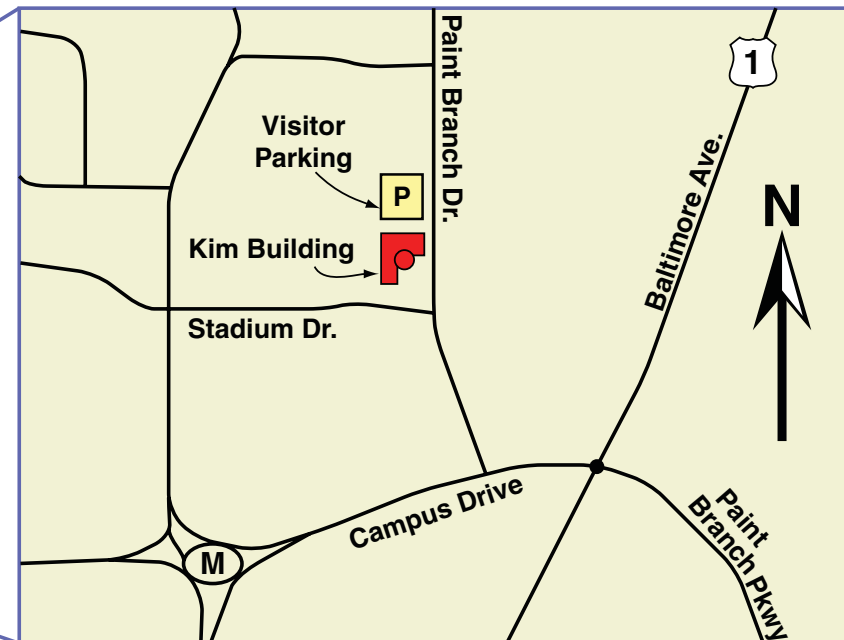 Paint Branch Dr.
1
Visitor
Parking
P
Baltimore Ave.
N
Kim Building
Stadium Dr.
Campus Drive
Paint
Branch Pkwy
M